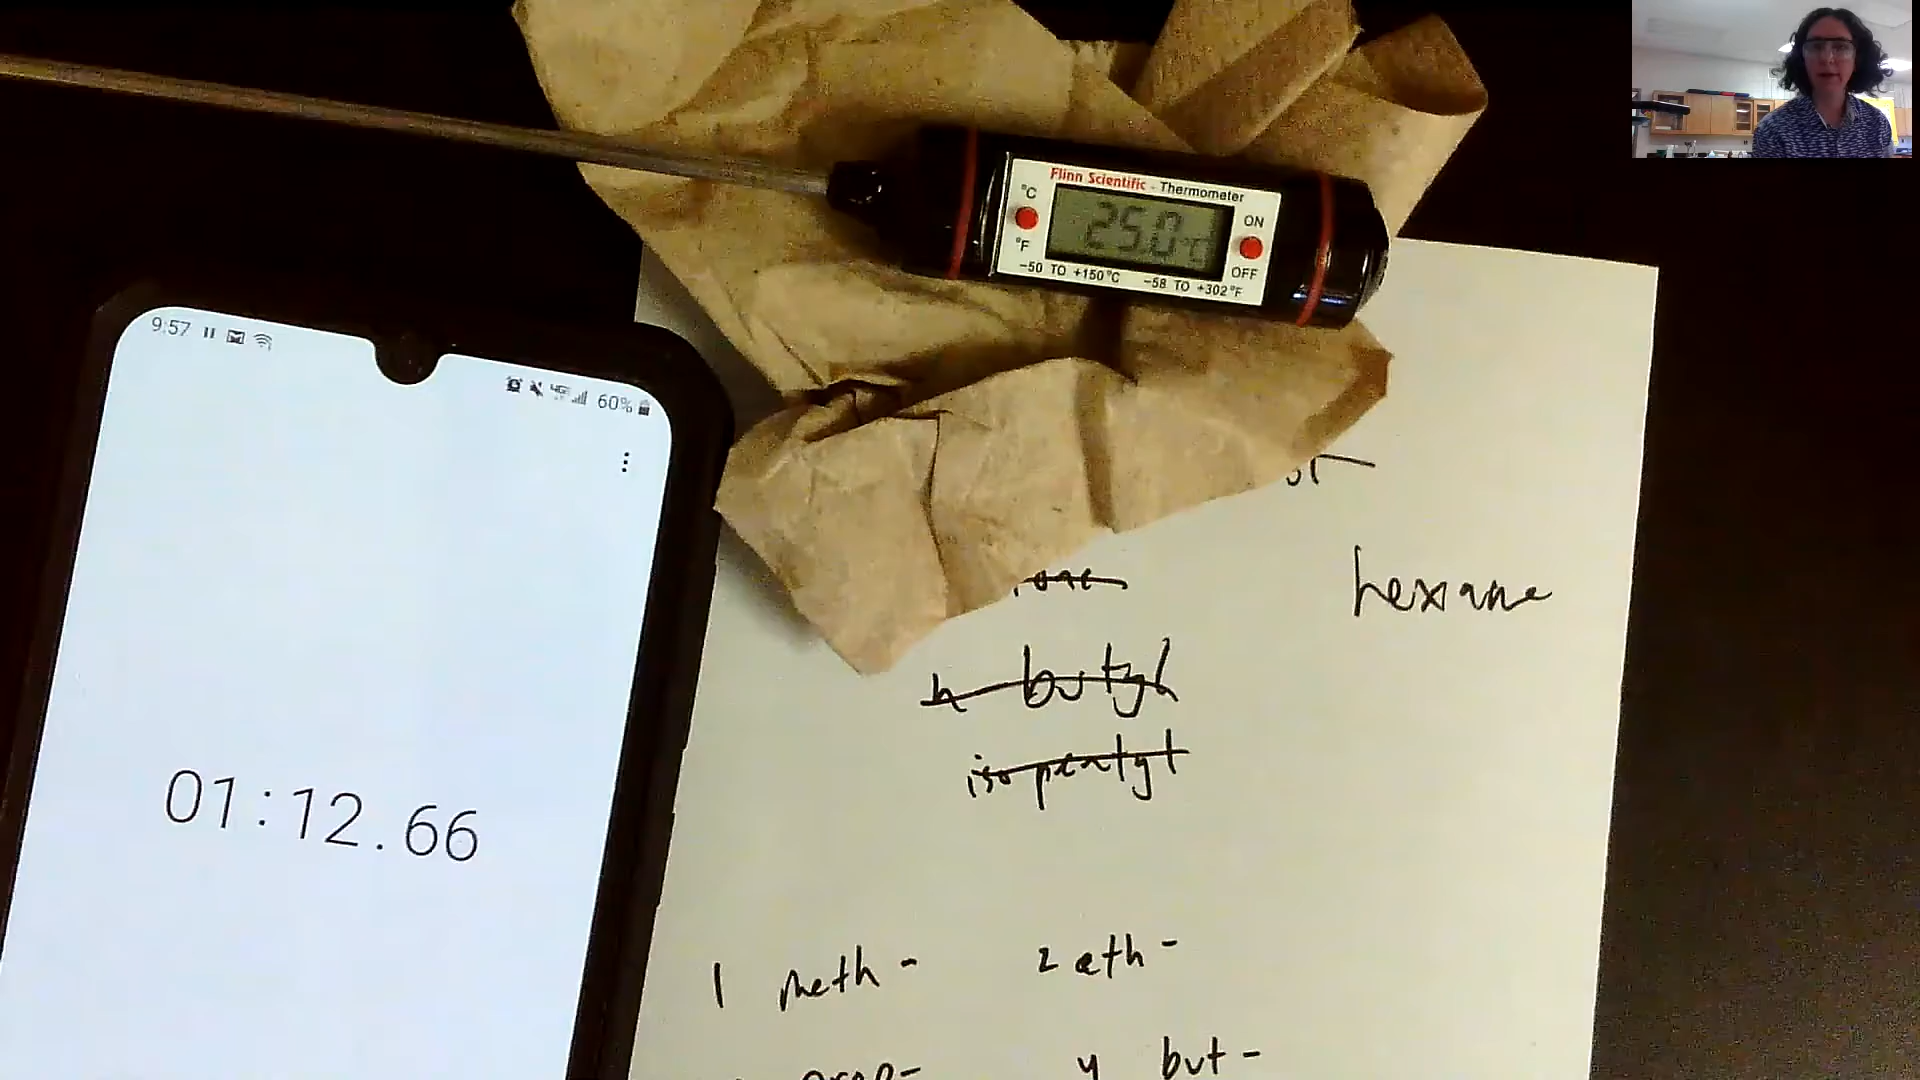 Flinn Scientific - Thermometer
°C
ON
25.0°C
°F
OFF
-50 TO +150°C -58 TO +302°F
9:57
60%
hexane
n butyl
isopentyl
01:12.66
1 meth- 2 eth-
prop- 4 but-